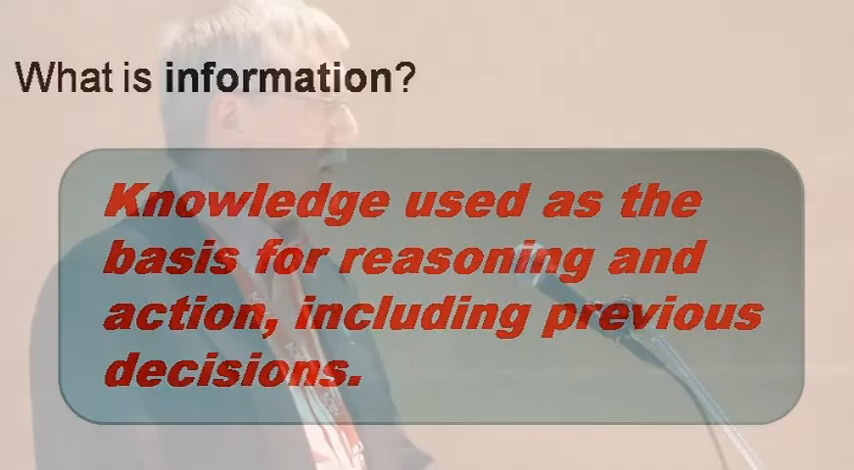 What is information?
Knowledge used as the
basis for reasoning and
action, including previous
decisions.